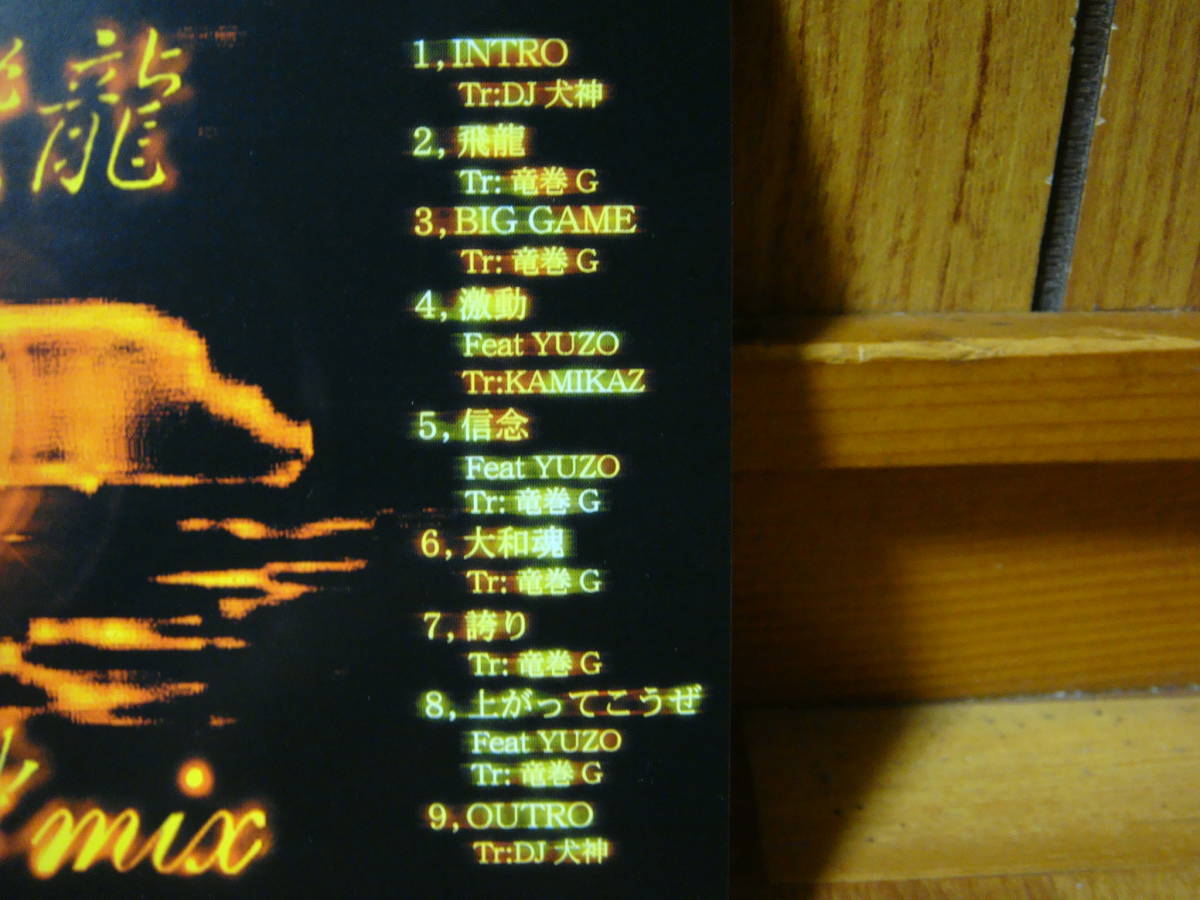 龍
1, INTRO
Tr:DJ 犬神
2, 飛龍
Tr: 竜巻 G
3, BIG GAME
Tr: 竜巻 G
4, 激動
Feat YUZO
Tr:KAMIKAZ
5, 信念
Feat YUZO
Tr: 竜巻 G
6, 大和魂
Tr: 竜巻 G
7, 誇り
Tr: 竜巻 G
8, 上がってこうぜ
Feat YUZO
Tr: 竜巻 G
9, OUTRO
Tr:DJ 犬神
mix